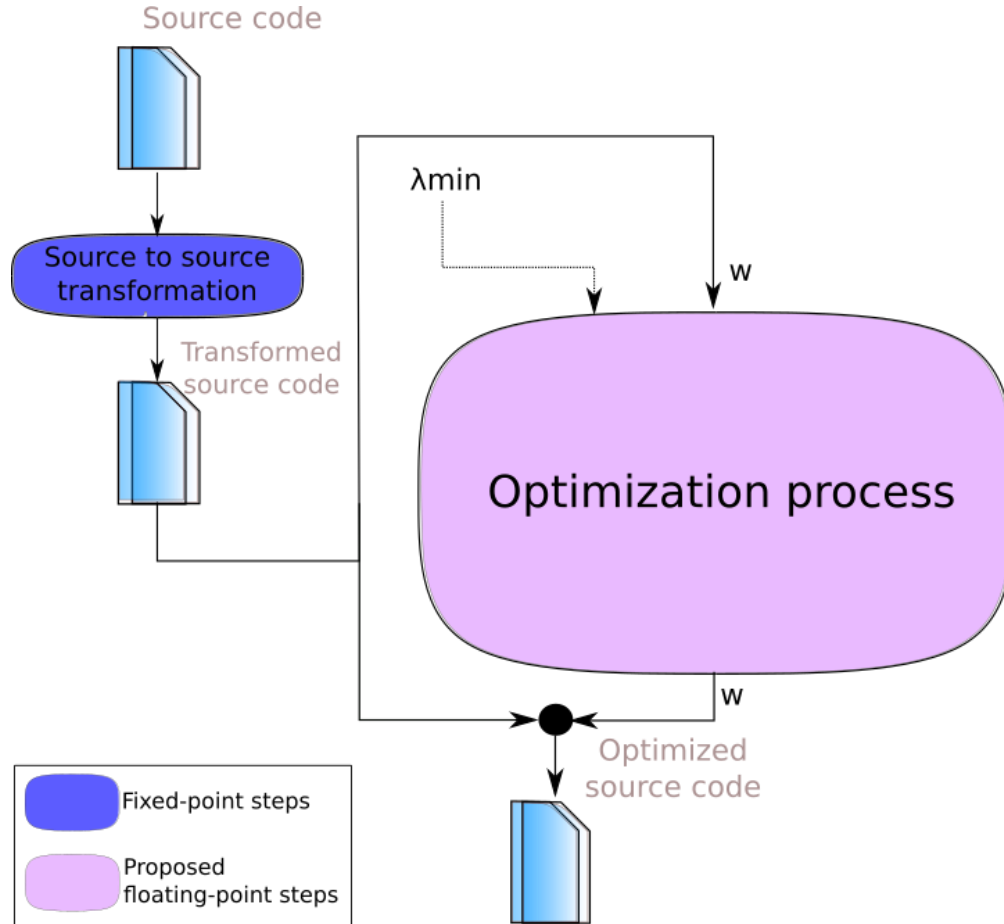 Source code
λmin
w
Source to source
transformation
Transformed
source code
Optimization process
w
Optimized
source code
Fixed-point steps
Proposed
floating-point steps